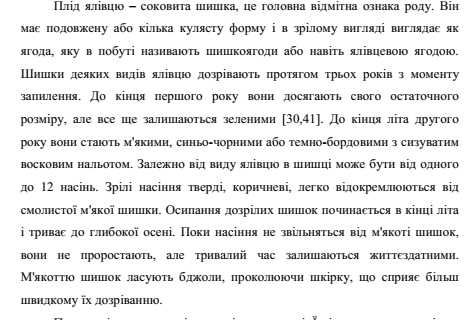 Плід ялівцю – соковита шишка, це головна відмітна ознака роду. Він
має подовжену або кілька кулясту форму і в зрілому вигляді виглядає як
ягода, яку в побуті називають шишкоягоди або навіть ялівцевою ягодою.
Шишки деяких видів ялівцю дозрівають протягом трьох років з моменту
запилення. До кінця першого року вони досягають свого остаточного
розміру, але все ще залишаються зеленими [30,41]. До кінця літа другого
року вони стають м'якими, синьо-чорними або темно-бордовими з сизуватим
восковим нальотом. Залежно від виду ялівцю в шишці може бути від одного
до 12 насінь. Зрілі насіння тверді, коричневі, легко відокремлюються від
смолистої м'якої шишки. Осипання дозрілих шишок починається в кінці літа
і триває до глибокої осені. Поки насіння не звільняться від м'якоті шишок,
вони не проростають, але тривалий час залишаються життєздатними.
М'якоттю шишок ласують бджоли, проколюючи шкірку, що сприяє більш
швидкому їх дозріванню.